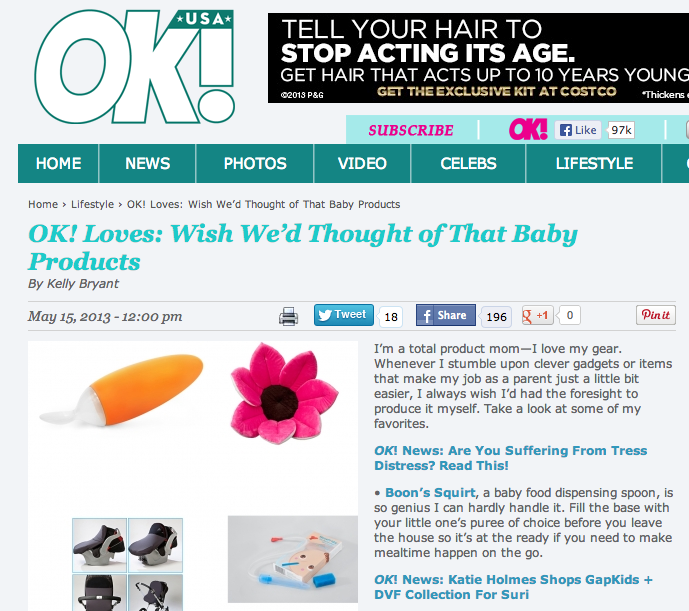 OK!
★USA★
TELL YOUR HAIR TO
STOP ACTING ITS AGE.
GET HAIR THAT ACTS UP TO 10 YEARS YOUNG
©2013 P&G
GET THE EXCLUSIVE KIT AT COSTCO
*Thickens
SUBSCRIBE
OK!
Like
97k
HOME
NEWS
PHOTOS
VIDEO
CELEBS
LIFESTYLE
Home › Lifestyle › OK! Loves: Wish We’d Thought of That Baby Products
OK! Loves: Wish We’d Thought of That Baby
Products
By Kelly Bryant
May 15, 2013 - 12:00 pm
Tweet
18
Share
196
+1
0
Pin it
I’m a total product mom—I love my gear.
Whenever I stumble upon clever gadgets or items
that make my job as a parent just a little bit
easier, I always wish I’d had the foresight to
produce it myself. Take a look at some of my
favorites.
OK! News: Are You Suffering From Tress
Distress? Read This!
• Boon’s Squirt, a baby food dispensing spoon, is
so genius I can hardly handle it. Fill the base with
your little one’s puree of choice before you leave
the house so it’s at the ready if you need to make
mealtime happen on the go.
OK! News: Katie Holmes Shops GapKids +
DVF Collection For Suri